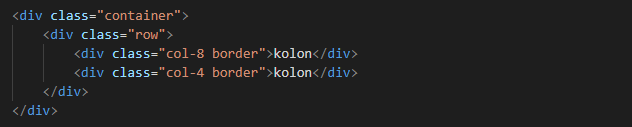 <div class="container">
    <div class="row">
        <div class="col-8 border">kolon</div>
        <div class="col-4 border">kolon</div>
    </div>
</div>